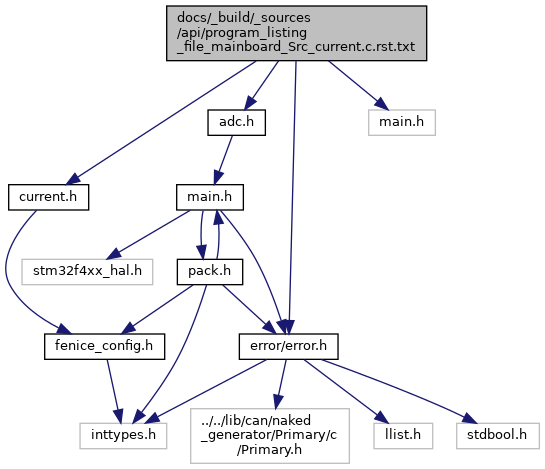 docs/_build/_sources
/api/program_listing
_file_mainboard_Src_current.c.rst.txt
adc.h
main.h
current.h
main.h
stm32f4xx_hal.h
pack.h
fenice_config.h
error/error.h
inttypes.h
../../lib/can/naked
_generator/Primary/c
/Primary.h
llist.h
stdbool.h